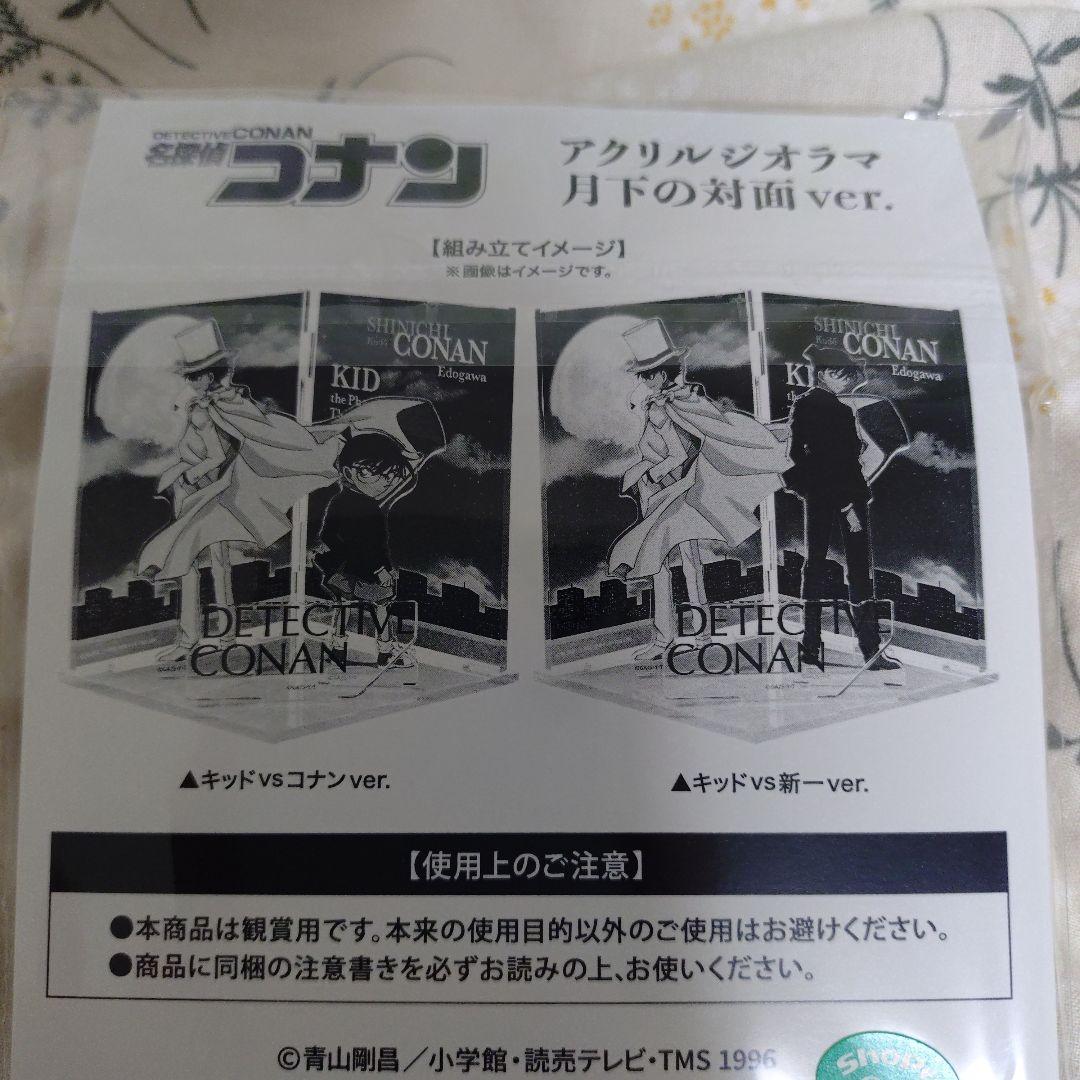 DETECTIVE CONAN
名探偵コナン
アクリルジオラマ
月下の対面 ver.
【組み立てイメージ】
※画像はイメージです。
SHINICHI
Kudô CONAN
Edogawa
KID
the Ph
Th
DETECTIVE
CONAN
SHINICHI
Kudô CONAN
Edogawa
KI
th
DETECTIVE
CONAN
▲キッドvsコナンver.
▲キッドvs新一ver.
【使用上のご注意】
●本商品は観賞用です。本来の使用目的以外のご使用はお避けください。
●商品に同梱の注意書きを必ずお読みの上、お使いください。
©青山剛昌／小学館・読売テレビ・TMS 1996
Shop